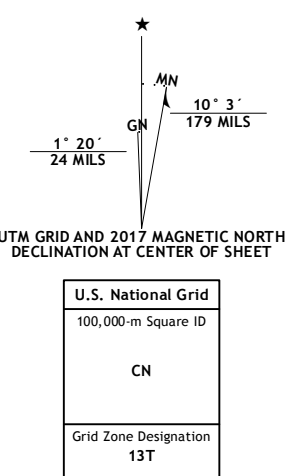 ★
MN
GN
10° 3´
179 MILS
1° 20´
24 MILS
UTM GRID AND 2017 MAGNETIC NORTH
DECLINATION AT CENTER OF SHEET
U.S. National Grid
100,000-m Square ID
CN
Grid Zone Designation
13T